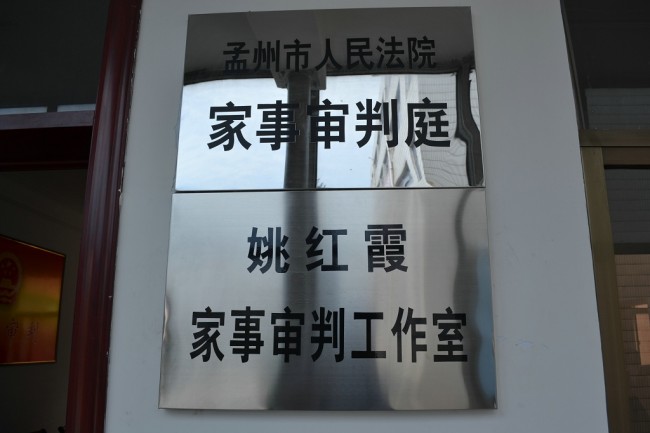 孟州市人民法院
家事审判庭
姚红霞
家事审判工作室